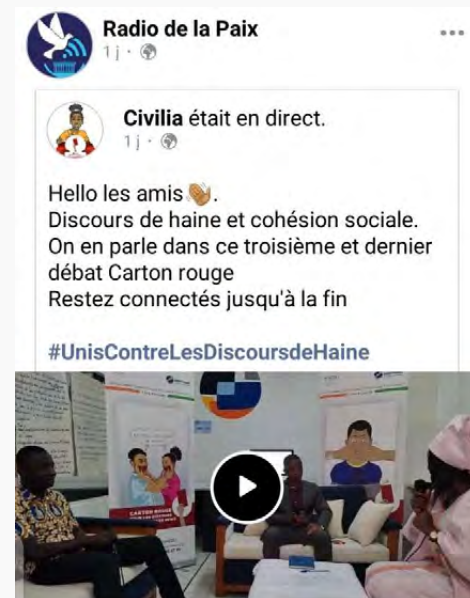 Radio de la Paix
1 j ·
Civilia était en direct.
1 j ·
Hello les amis 👋🏽.
Discours de haine et cohésion sociale.
On en parle dans ce troisième et dernier
débat Carton rouge
Restez connectés jusqu'à la fin
#UnisContreLesDiscoursdeHaine
CARTON ROUGE